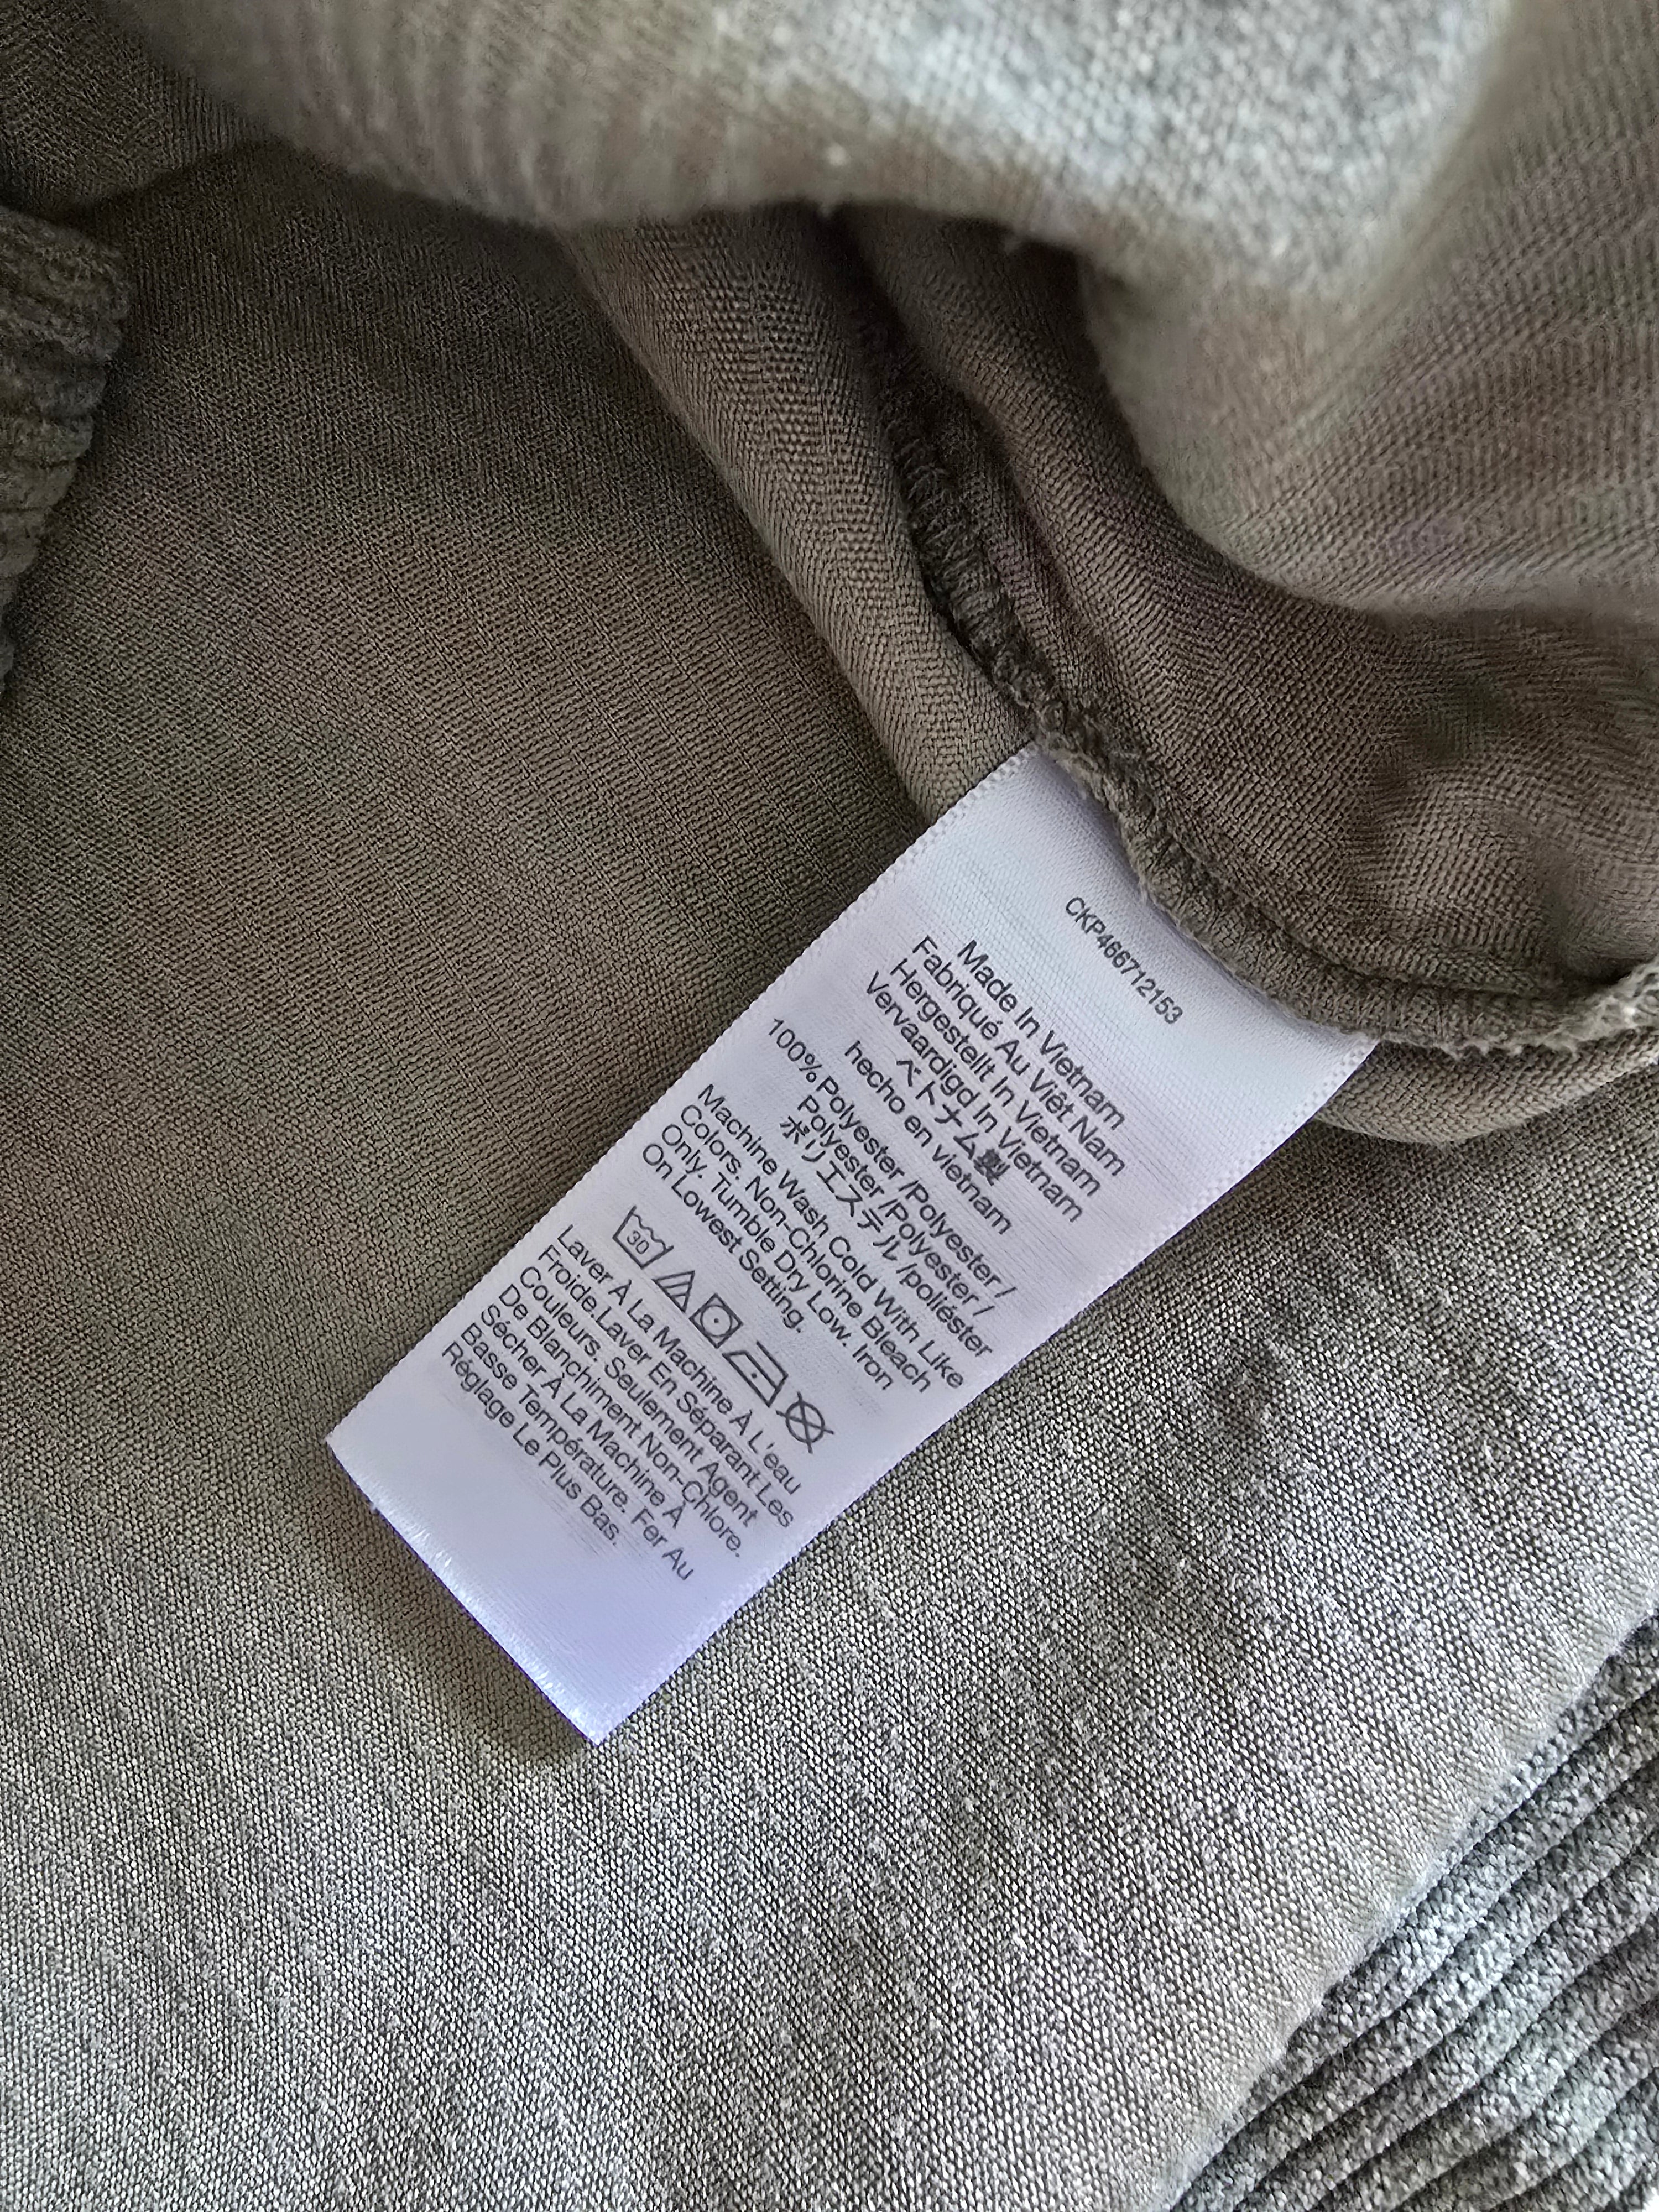 CKP466712153
Made In Vietnam
Fabriqué Au Viêt Nam
Hergestellt In Vietnam
Vervaardigd In Vietnam
ベトナム製
hecho en vietnam
100% Polyester /Polyester /
Polyester /Polyester /
ポリエステル /poliéster
Machine Wash Cold With Like
Colors. Non-Chlorine Bleach
Only. Tumble Dry Low. Iron
On Lowest Setting.
30
Laver À La Machine À L'eau
Froide.Laver En Séparant Les
Couleurs. Seulement Agent
De Blanchiment Non-Chlore.
Sécher À La Machine À
Basse Température. Fer Au
Réglage Le Plus Bas.